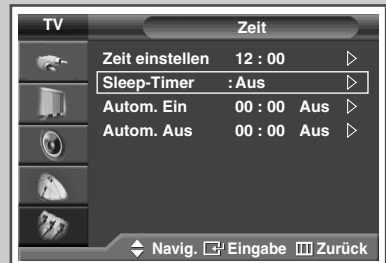 TV Zeit
Zeit einstellen 12 : 00
Sleep-Timer : Aus
Autom. Ein 00 : 00 Aus
Autom. Aus 00 : 00 Aus
Navig. Eingabe Zurück